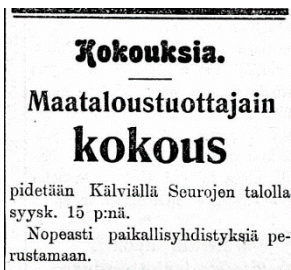 Kokouksia.
Maataloustuottajain
kokous
pidetään Kälviällä Seurojen talolla
syysk. 15 p:nä.
Nopeasti paikallisyhdistyksiä pe-
rustamaan.